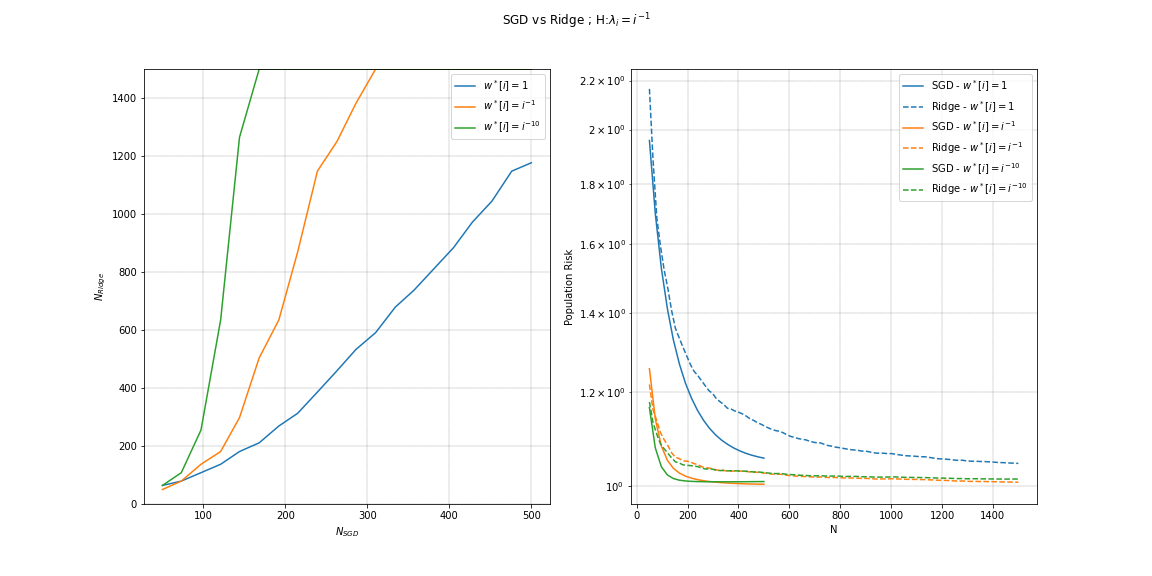 SGD vs Ridge ; H:λᵢ = i⁻¹
1400
1200
1000
800
600
400
200
0
N_Ridge
100
200
300
400
500
N_SGD
w*[i] = 1
w*[i] = i⁻¹
w*[i] = i⁻¹⁰
2.2 × 10⁰
2 × 10⁰
1.8 × 10⁰
1.6 × 10⁰
1.4 × 10⁰
1.2 × 10⁰
10⁰
Population Risk
0
200
400
600
800
1000
1200
1400
N
SGD - w*[i] = 1
Ridge - w*[i] = 1
SGD - w*[i] = i⁻¹
Ridge - w*[i] = i⁻¹
SGD - w*[i] = i⁻¹⁰
Ridge - w*[i] = i⁻¹⁰